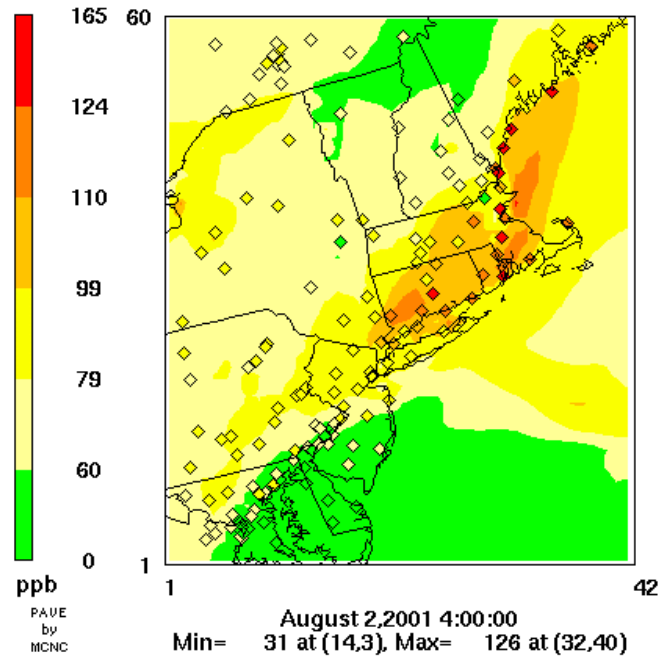 165
60
124
110
99
79
60
0
1
ppb
1
42
PAVE
by
MCNC
August 2,2001 4:00:00
Min= 31 at (14,3), Max= 126 at (32,40)